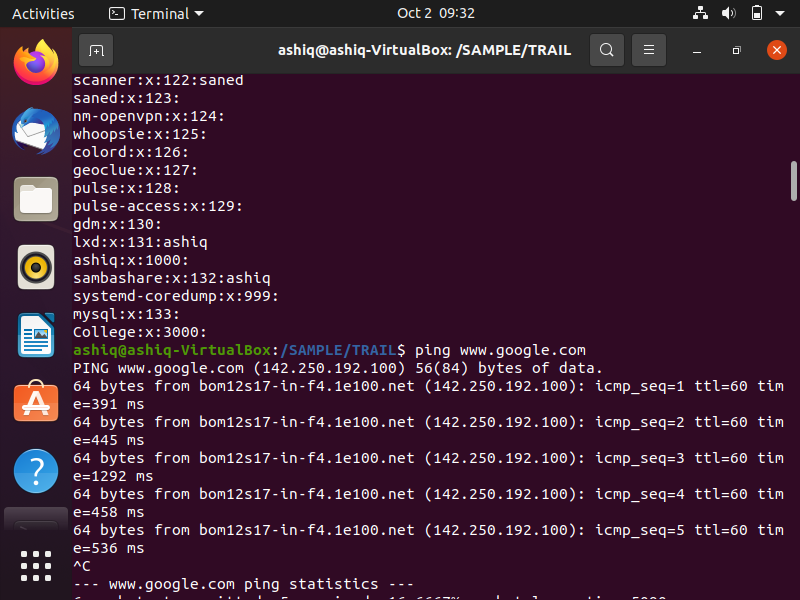 Activities
Terminal
Oct 2 09:32
ashiq@ashiq-VirtualBox: /SAMPLE/TRAIL
scanner:x:122:saned
saned:x:123:
nm-openvpn:x:124:
whoopsie:x:125:
colord:x:126:
geoclue:x:127:
pulse:x:128:
pulse-access:x:129:
gdm:x:130:
lxd:x:131:ashiq
ashiq:x:1000:
sambashare:x:132:ashiq
systemd-coredump:x:999:
mysql:x:133:
College:x:3000:
ashiq@ashiq-VirtualBox:/SAMPLE/TRAIL$ ping www.google.com
PING www.google.com (142.250.192.100) 56(84) bytes of data.
64 bytes from bom12s17-in-f4.1e100.net (142.250.192.100): icmp_seq=1 ttl=60 tim
e=391 ms
64 bytes from bom12s17-in-f4.1e100.net (142.250.192.100): icmp_seq=2 ttl=60 tim
e=445 ms
64 bytes from bom12s17-in-f4.1e100.net (142.250.192.100): icmp_seq=3 ttl=60 tim
e=1292 ms
64 bytes from bom12s17-in-f4.1e100.net (142.250.192.100): icmp_seq=4 ttl=60 tim
e=458 ms
64 bytes from bom12s17-in-f4.1e100.net (142.250.192.100): icmp_seq=5 ttl=60 tim
e=536 ms
^C
--- www.google.com ping statistics ---